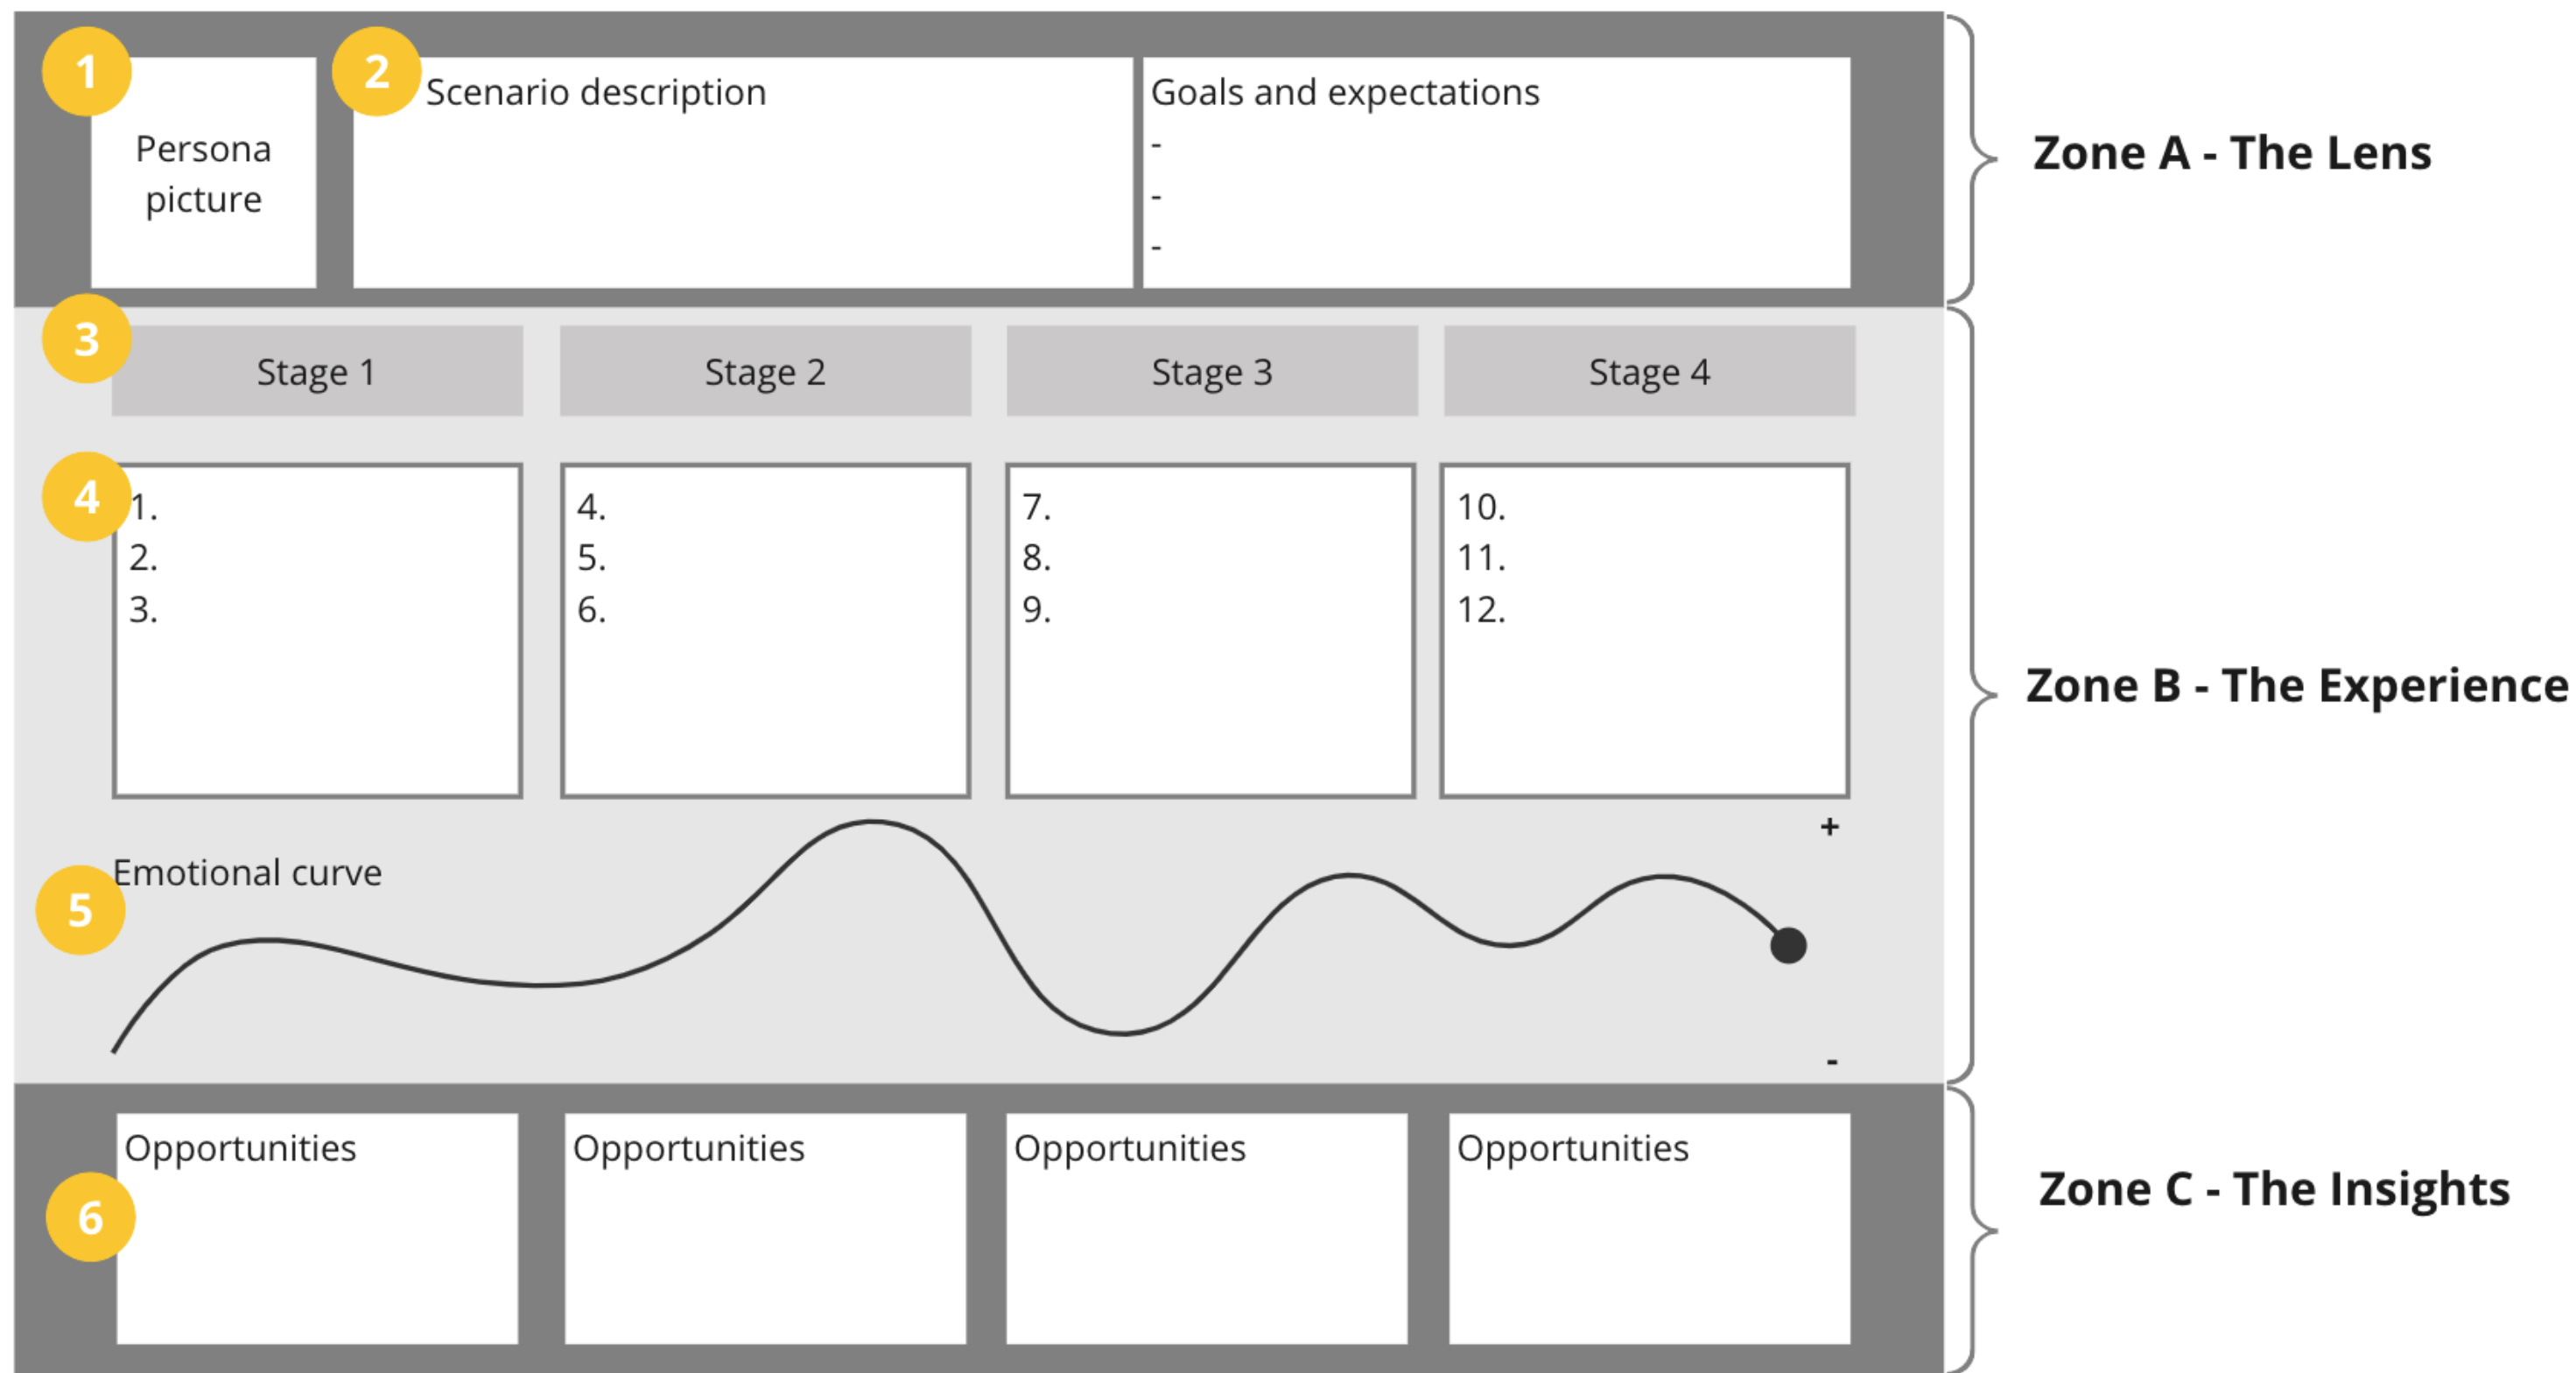 1
2
Scenario description
Goals and expectations
-
-
-
Persona
picture
Zone A - The Lens
3
Stage 1
Stage 2
Stage 3
Stage 4
4
1.
2.
3.
4.
5.
6.
7.
8.
9.
10.
11.
12.
Zone B - The Experience
+
Emotional curve
5
-
Opportunities
Opportunities
Opportunities
Opportunities
6
Zone C - The Insights